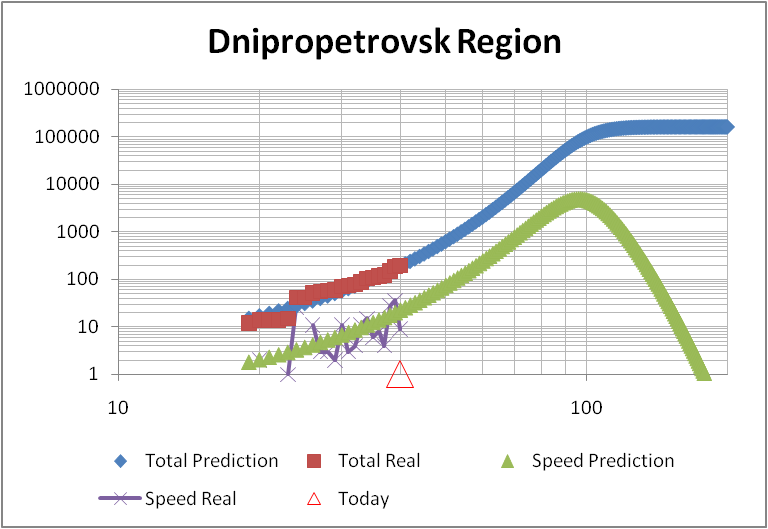 Dnipropetrovsk Region
1000000
100000
10000
1000
100
10
1
10 100
Total Prediction Total Real Speed Prediction
Speed Real Today